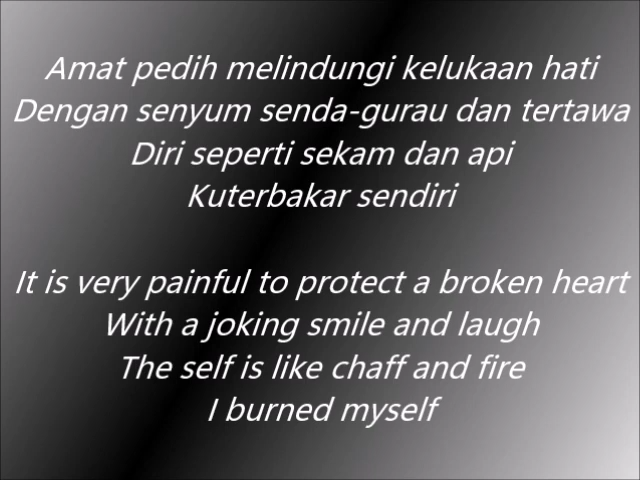 Amat pedih melindungi kelukaan hati
Dengan senyum senda-gurau dan tertawa
Diri seperti sekam dan api
Kuterbakar sendiri
It is very painful to protect a broken heart
With a joking smile and laugh
The self is like chaff and fire
I burned myself